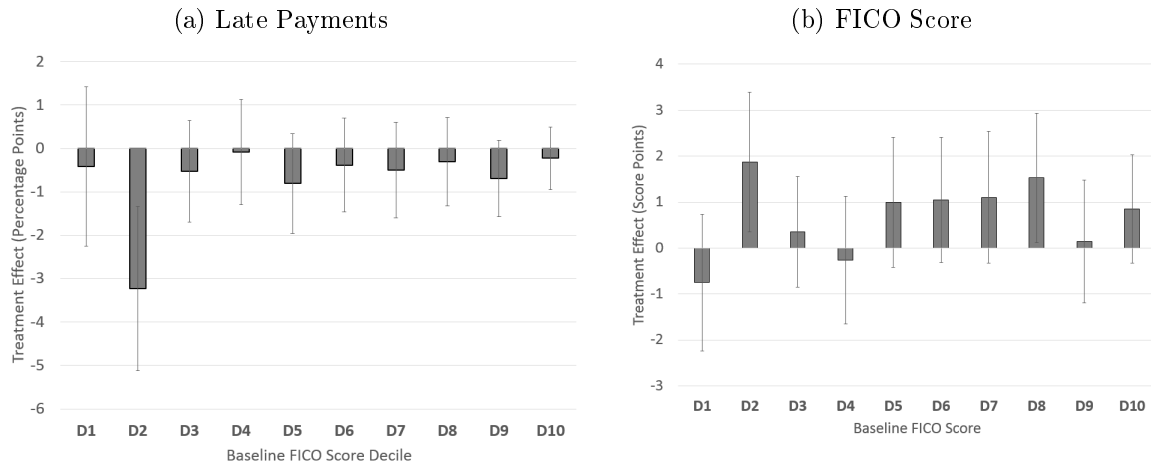 (a) Late Payments
Treatment Effect (Percentage Points)
2
1
0
-1
-2
-3
-4
-5
-6
D1 D2 D3 D4 D5 D6 D7 D8 D9 D10
Baseline FICO Score Decile
(b) FICO Score
Treatment Effect (Score Points)
4
3
2
1
0
-1
-2
-3
D1 D2 D3 D4 D5 D6 D7 D8 D9 D10
Baseline FICO Score